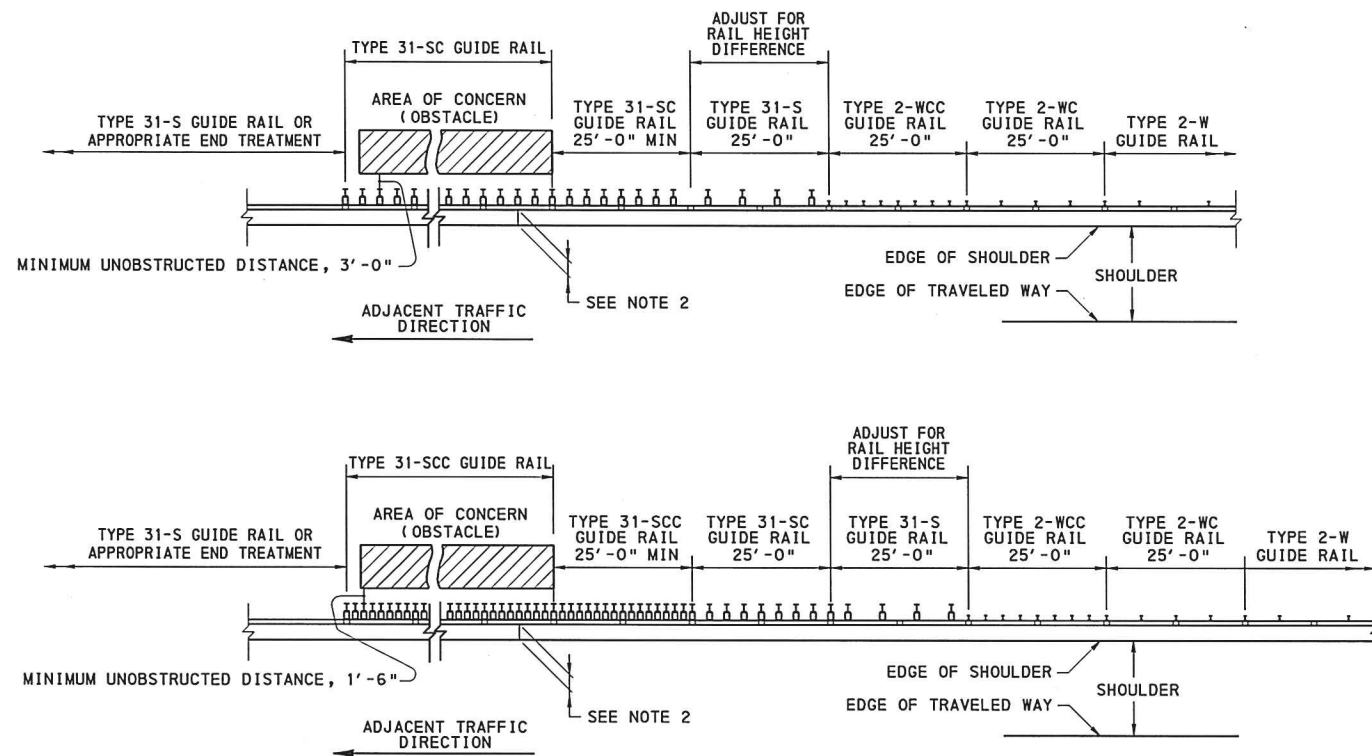 ADJUST FOR
RAIL HEIGHT
DIFFERENCE
TYPE 31-SC GUIDE RAIL
AREA OF CONCERN
(OBSTACLE)
TYPE 31-S GUIDE RAIL OR
APPROPRIATE END TREATMENT
TYPE 31-SC
GUIDE RAIL
25'-0" MIN
TYPE 31-S
GUIDE RAIL
25'-0"
TYPE 2-WCC
GUIDE RAIL
25'-0"
TYPE 2-WC
GUIDE RAIL
25'-0"
TYPE 2-W
GUIDE RAIL
MINIMUM UNOBSTRUCTED DISTANCE, 3'-0"
SEE NOTE 2
EDGE OF SHOULDER
SHOULDER
EDGE OF TRAVELED WAY
ADJACENT TRAFFIC
DIRECTION
ADJUST FOR
RAIL HEIGHT
DIFFERENCE
TYPE 31-SCC GUIDE RAIL
AREA OF CONCERN
(OBSTACLE)
TYPE 31-S GUIDE RAIL OR
APPROPRIATE END TREATMENT
TYPE 31-SCC
GUIDE RAIL
25'-0" MIN
TYPE 31-SC
GUIDE RAIL
25'-0"
TYPE 31-S
GUIDE RAIL
25'-0"
TYPE 2-WCC
GUIDE RAIL
25'-0"
TYPE 2-WC
GUIDE RAIL
25'-0"
TYPE 2-W
GUIDE RAIL
MINIMUM UNOBSTRUCTED DISTANCE, 1'-6"
SEE NOTE 2
EDGE OF SHOULDER
SHOULDER
EDGE OF TRAVELED WAY
ADJACENT TRAFFIC
DIRECTION